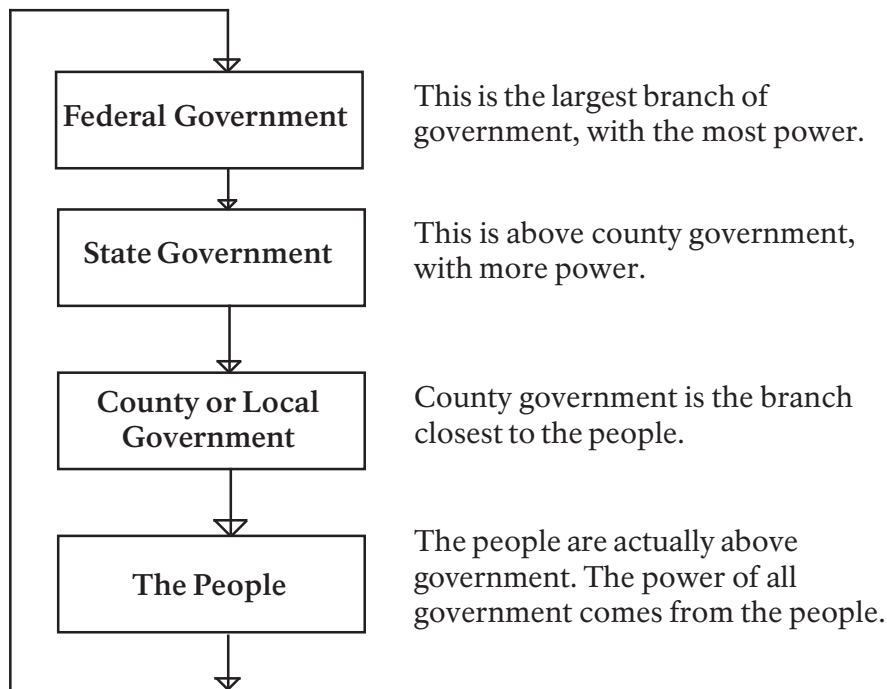 Federal Government
This is the largest branch of
government, with the most power.
State Government
This is above county government,
with more power.
County or Local
Government
County government is the branch
closest to the people.
The People
The people are actually above
government. The power of all
government comes from the people.